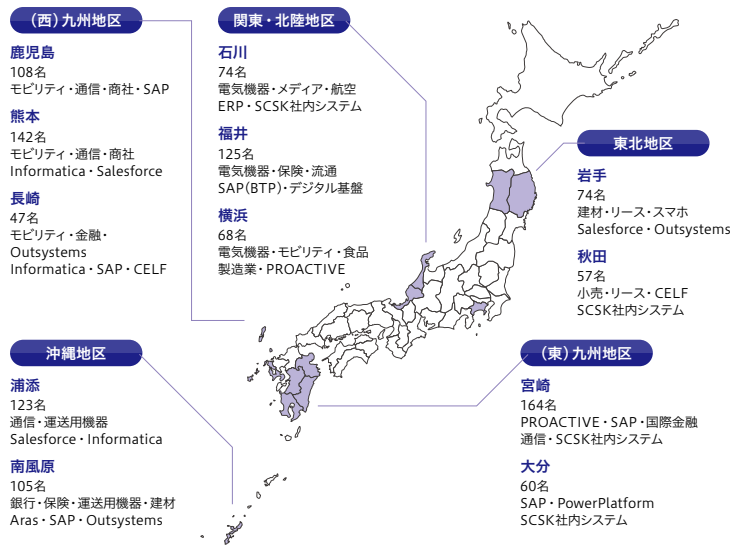 (西)九州地区
鹿児島
108名
モビリティ・通信・商社・SAP
熊本
142名
モビリティ・通信・商社
Informatica・Salesforce
長崎
47名
モビリティ・金融・
Outsystems
Informatica・SAP・CELF
関東・北陸地区
石川
74名
電気機器・メディア・航空
ERP・SCSK社内システム
福井
125名
電気機器・保険・流通
SAP(BTP)・デジタル基盤
横浜
68名
電気機器・モビリティ・食品
製造業・PROACTIVE
東北地区
岩手
74名
建材・リース・スマホ
Salesforce・Outsystems
秋田
57名
小売・リース・CELF
SCSK社内システム
沖縄地区
浦添
123名
通信・運送用機器
Salesforce・Informatica
南風原
105名
銀行・保険・運送用機器・建材
Aras・SAP・Outsystems
(東)九州地区
宮崎
164名
PROACTIVE・SAP・国際金融
通信・SCSK社内システム
大分
60名
SAP・PowerPlatform
SCSK社内システム